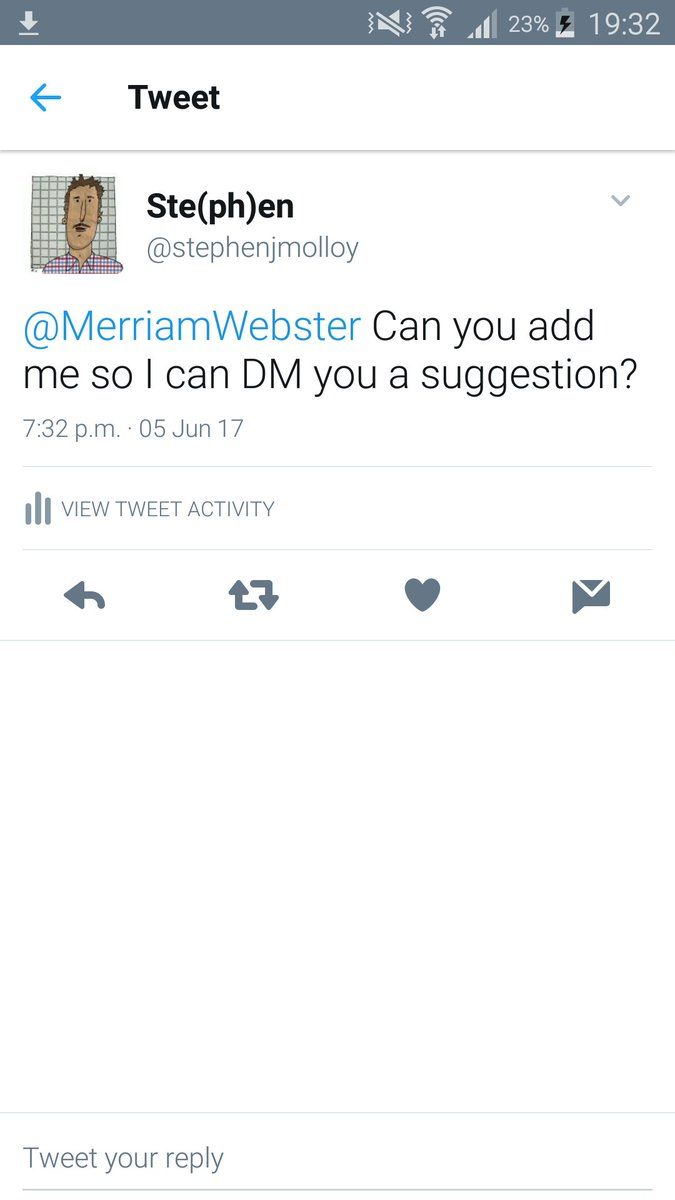 23% 19:32
Tweet
Ste(ph)en
@stephenjmolloy
@MerriamWebster Can you add
me so I can DM you a suggestion?
7:32 p.m. · 05 Jun 17
VIEW TWEET ACTIVITY
Tweet your reply